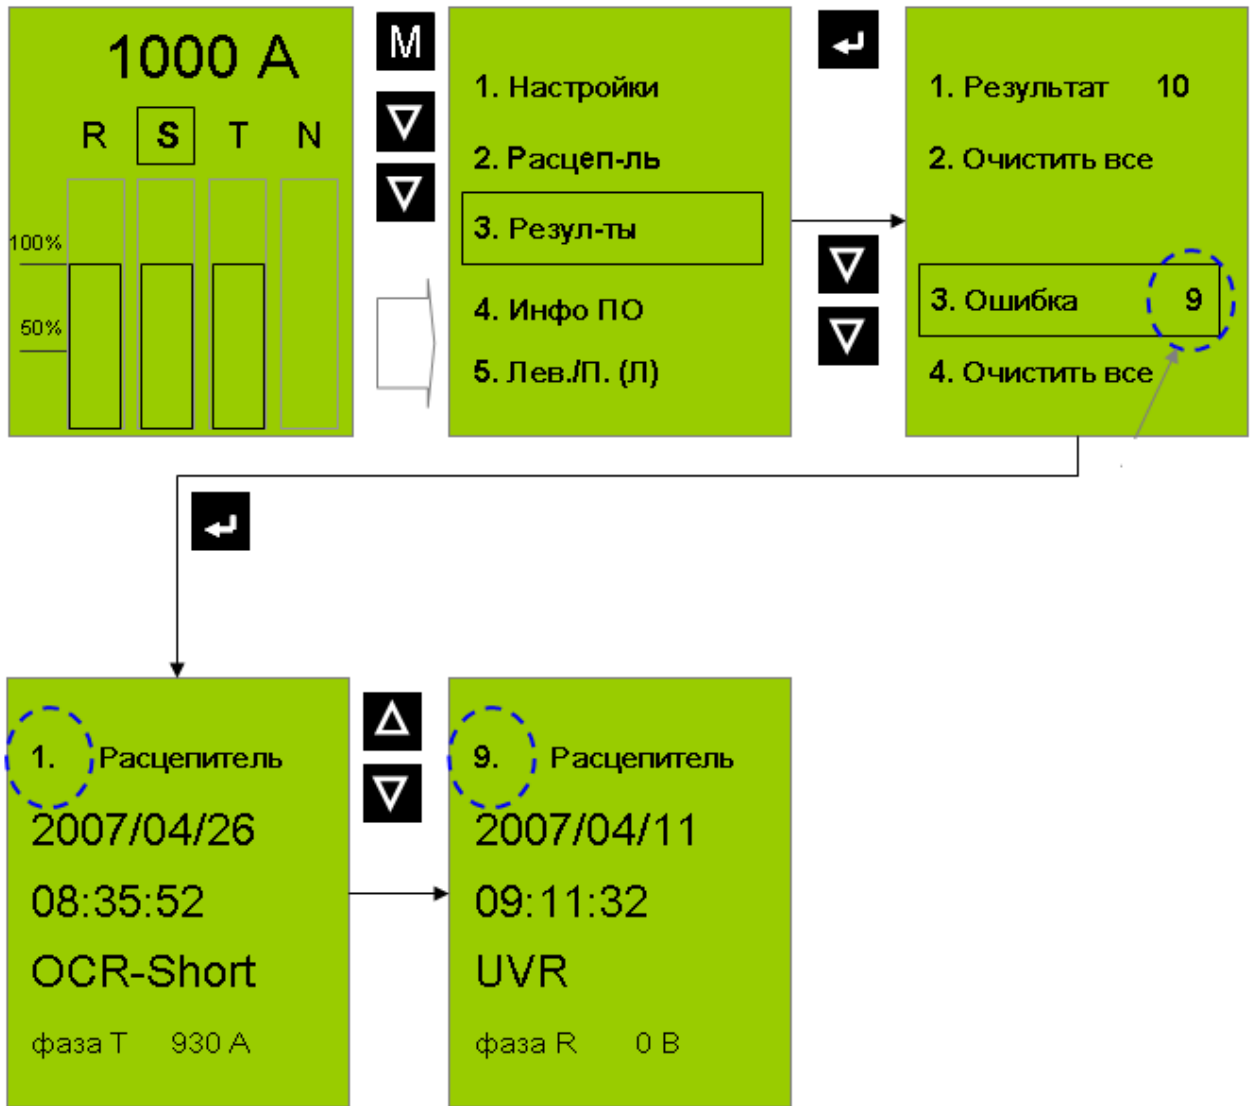 1000 A
R S T N
100%
50%
M
1. Настройки
2. Расцеп-ль
3. Резул-ты
4. Инфо ПО
5. Лев./П. (Л)
1. Результат 10
2. Очистить все
3. Ошибка 9
4. Очистить все
1. Расцепитель
2007/04/26
08:35:52
OCR-Short
фаза T 930 А
9. Расцепитель
2007/04/11
09:11:32
UVR
фаза R 0 В